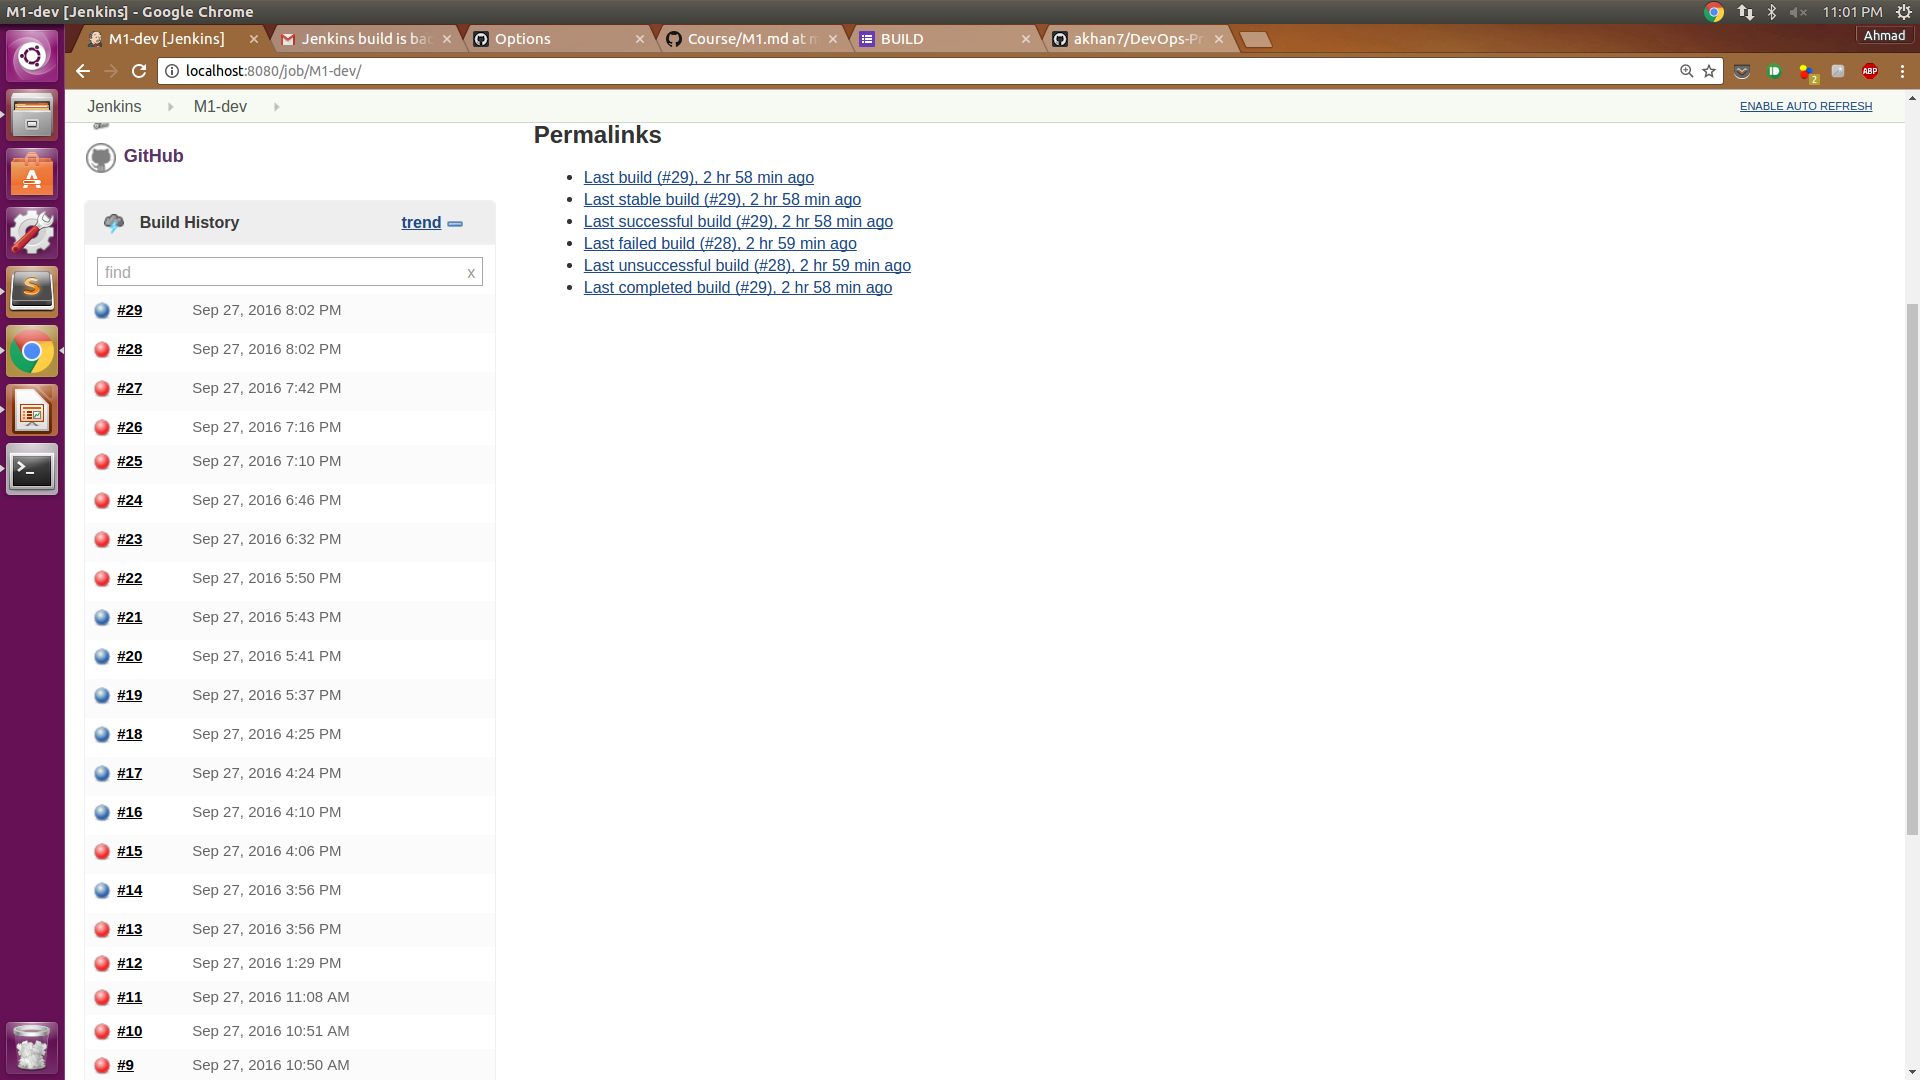 M1-dev [Jenkins] - Google Chrome
11:01 PM
M1-dev [Jenkins]
Jenkins build is bac
Options
Course/M1.md at m
BUILD
akhan7/DevOps-Pr
Ahmad
localhost:8080/job/M1-dev/
2
ABP
Jenkins
M1-dev
ENABLE AUTO REFRESH
GitHub
Permalinks
Last build (#29), 2 hr 58 min ago
Last stable build (#29), 2 hr 58 min ago
Last successful build (#29), 2 hr 58 min ago
Last failed build (#28), 2 hr 59 min ago
Last unsuccessful build (#28), 2 hr 59 min ago
Last completed build (#29), 2 hr 58 min ago
Build History trend
find x
#29 Sep 27, 2016 8:02 PM
#28 Sep 27, 2016 8:02 PM
#27 Sep 27, 2016 7:42 PM
#26 Sep 27, 2016 7:16 PM
#25 Sep 27, 2016 7:10 PM
#24 Sep 27, 2016 6:46 PM
#23 Sep 27, 2016 6:32 PM
#22 Sep 27, 2016 5:50 PM
#21 Sep 27, 2016 5:43 PM
#20 Sep 27, 2016 5:41 PM
#19 Sep 27, 2016 5:37 PM
#18 Sep 27, 2016 4:25 PM
#17 Sep 27, 2016 4:24 PM
#16 Sep 27, 2016 4:10 PM
#15 Sep 27, 2016 4:06 PM
#14 Sep 27, 2016 3:56 PM
#13 Sep 27, 2016 3:56 PM
#12 Sep 27, 2016 1:29 PM
#11 Sep 27, 2016 11:08 AM
#10 Sep 27, 2016 10:51 AM
#9 Sep 27, 2016 10:50 AM